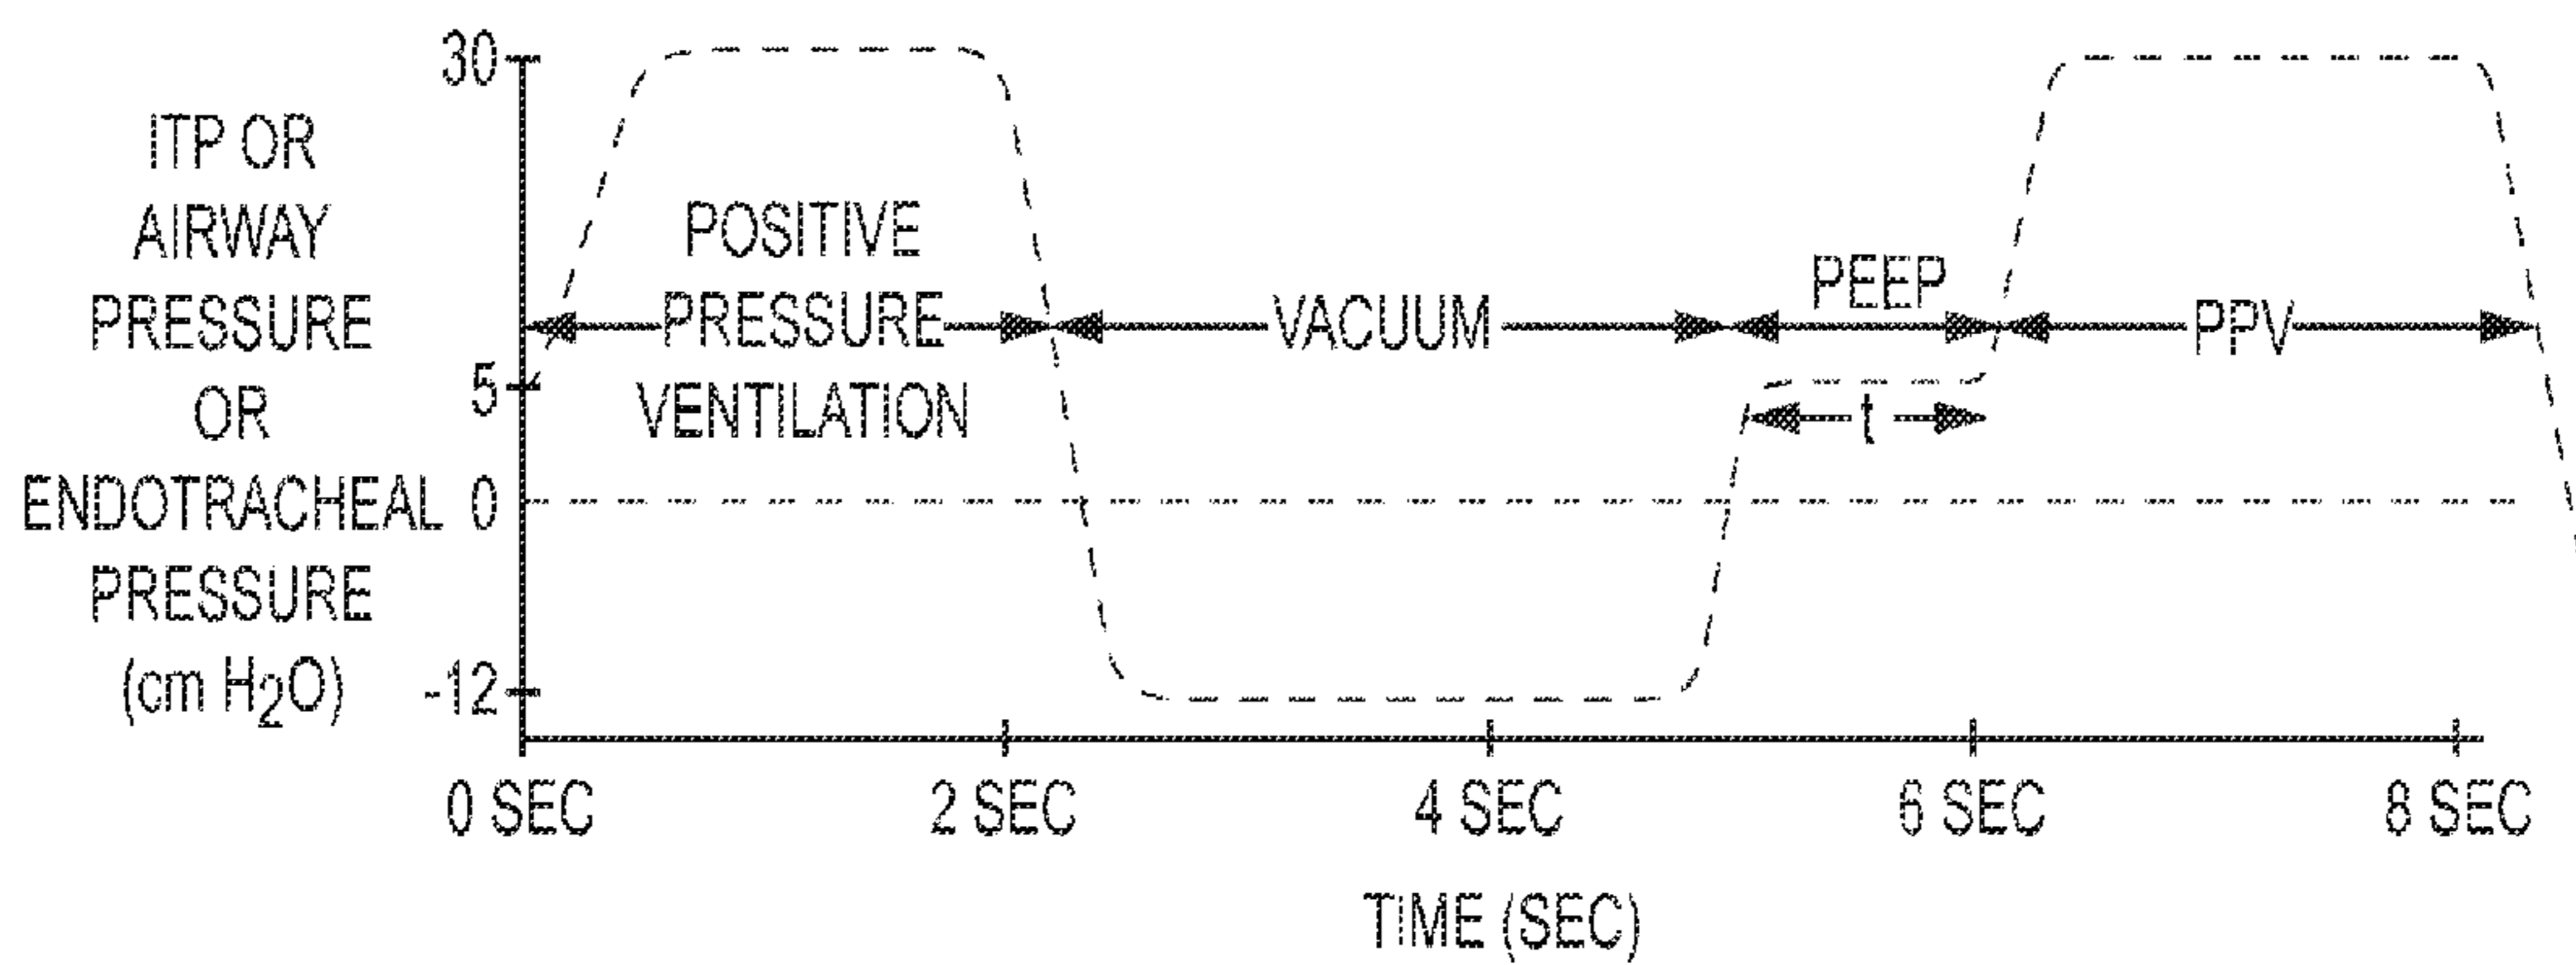 30
ITP OR
AIRWAY
PRESSURE
OR
ENDOTRACHEAL
PRESSURE
(cm H2O)
5
0
-12
POSITIVE
PRESSURE
VENTILATION
VACUUM
PEEP
t
PPV
0 SEC 2 SEC 4 SEC 6 SEC 8 SEC
TIME (SEC)